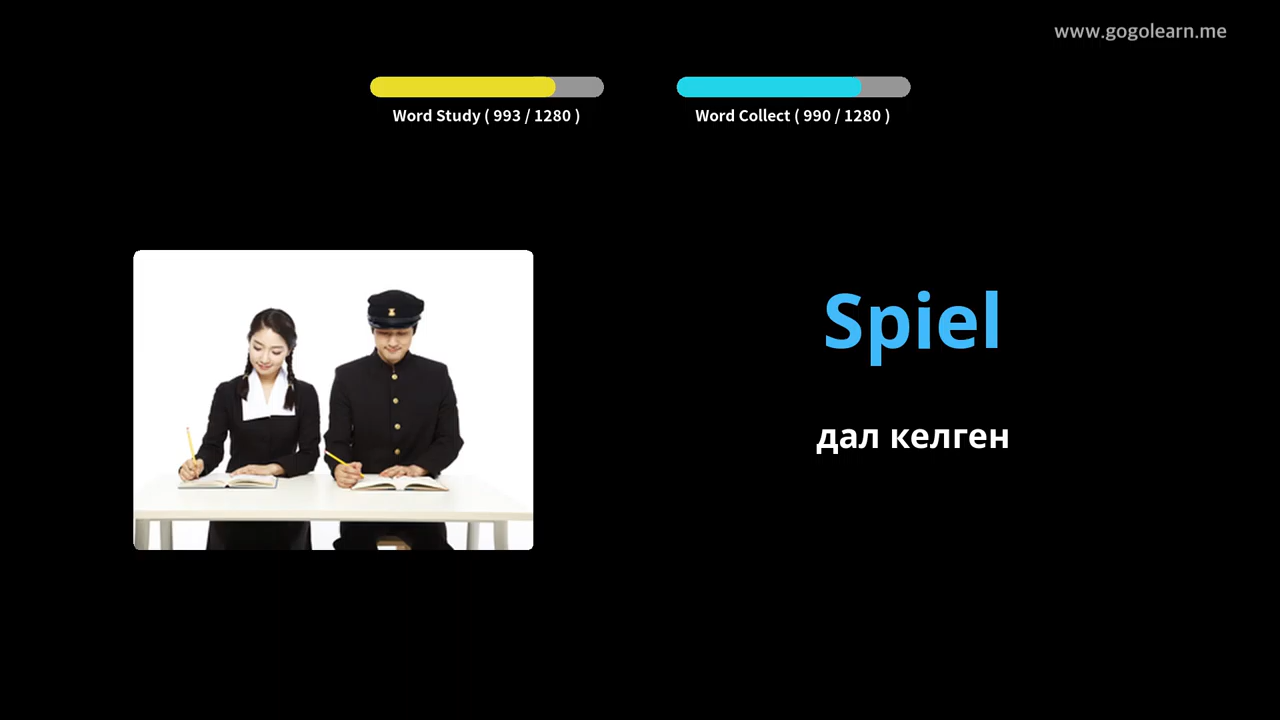 www.gogolearn.me
Word Study ( 993 / 1280 )
Word Collect ( 990 / 1280 )
Spiel
дал келген